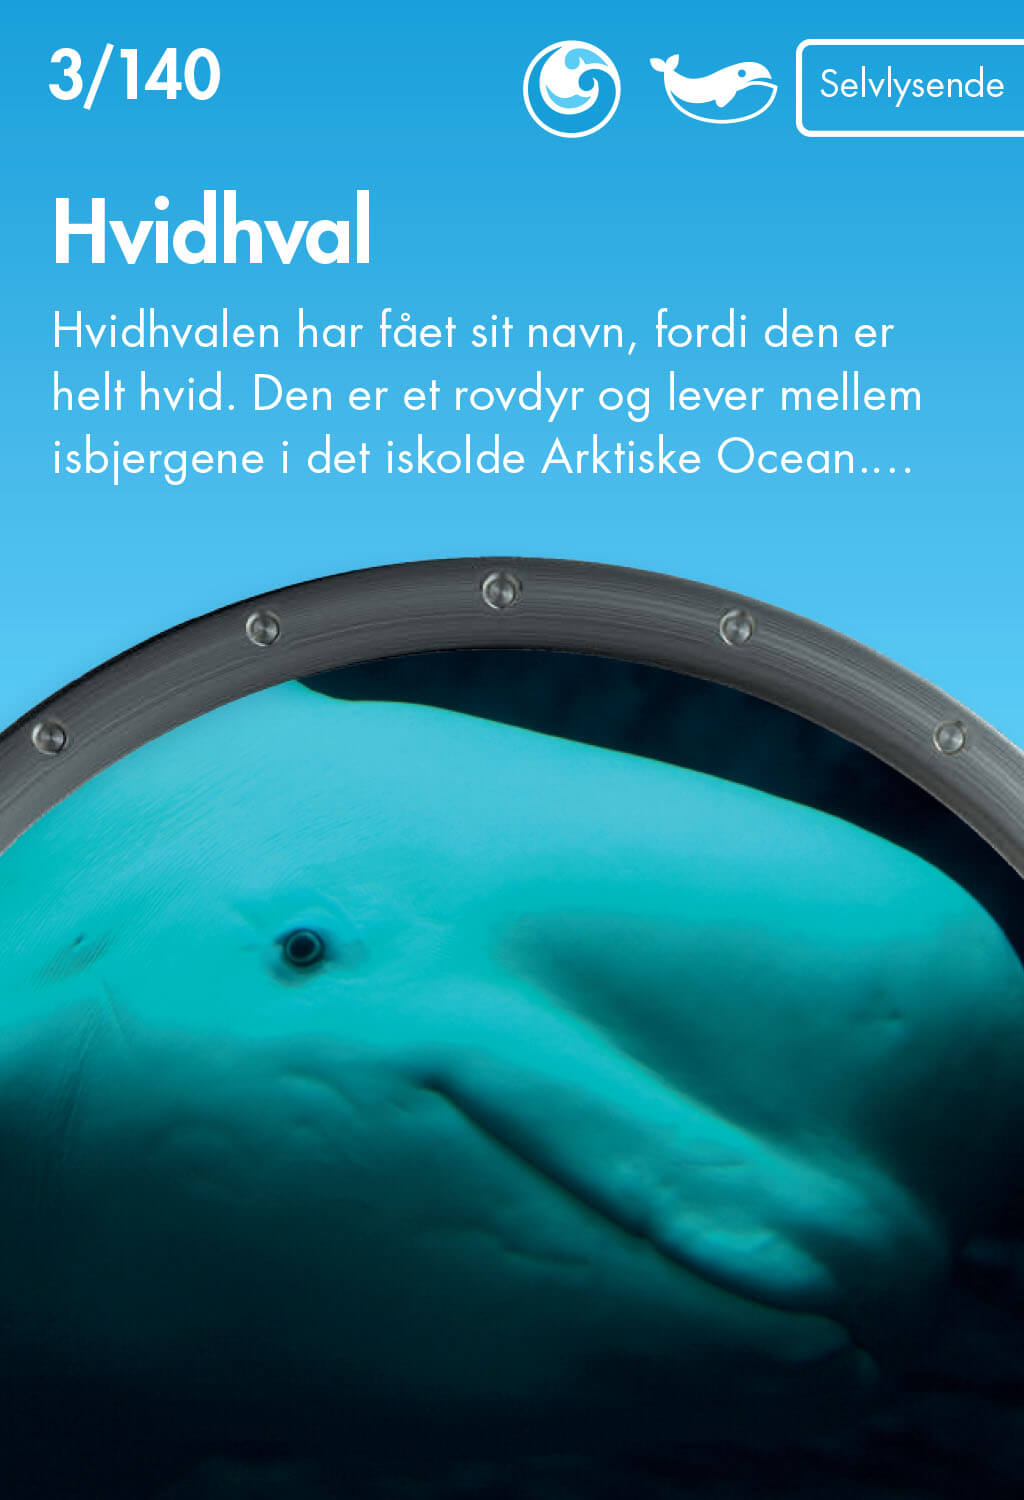 3/140
Selvlysende
Hvidhval
Hvidhvalen har fået sit navn, fordi den er
helt hvid. Den er et rovdyr og lever mellem
isbjergene i det iskolde Arktiske Ocean....